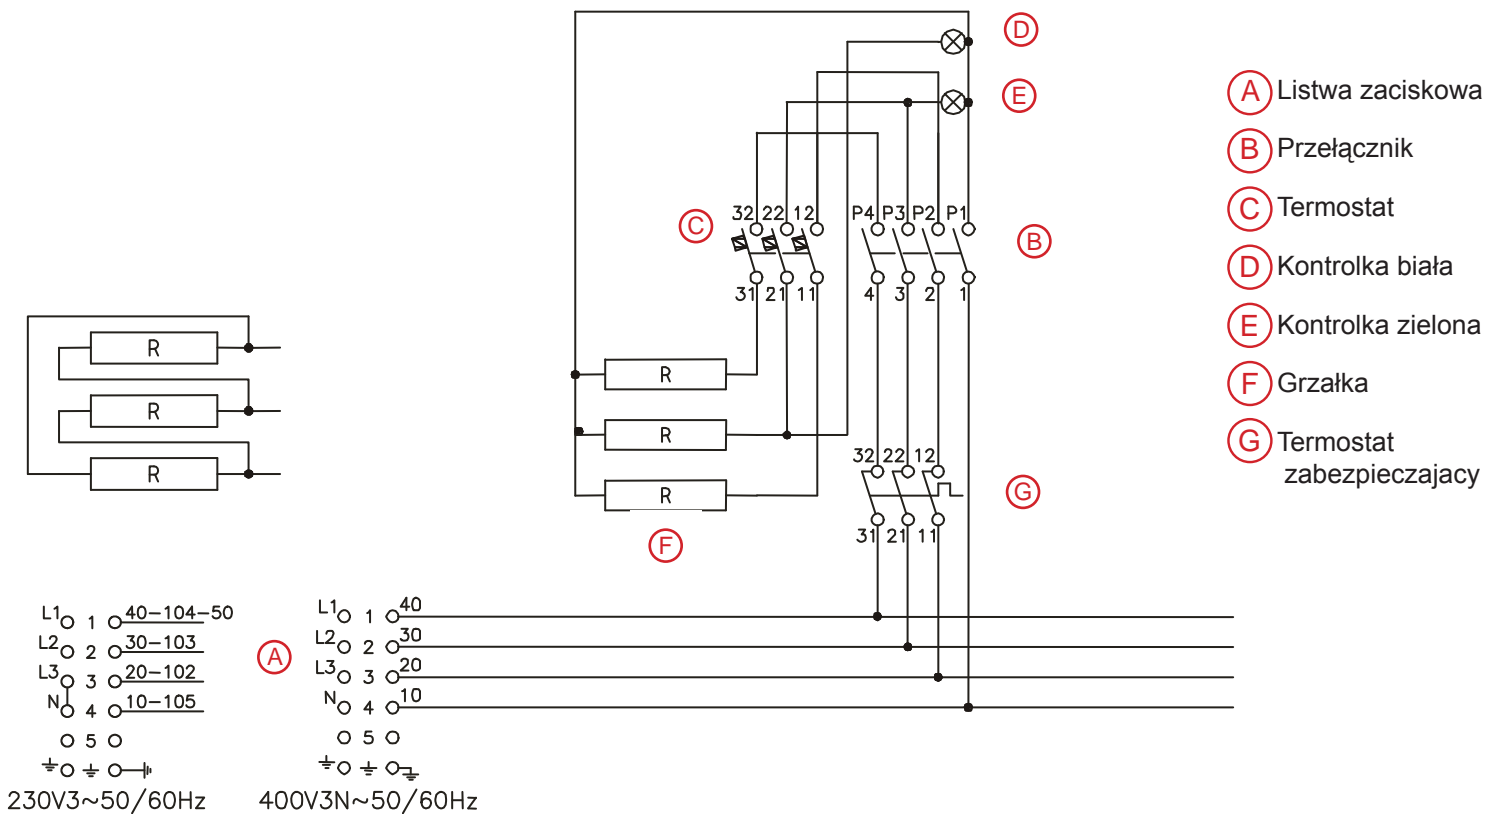 D
E
A Listwa zaciskowa
B Przełącznik
C Termostat
D Kontrolka biała
E Kontrolka zielona
F Grzałka
G Termostat
zabezpieczajacy
C
32 22 12 P4 P3 P2 P1
B
31 21 11 4 3 2 1
R
R
R
R
R
R
F
32 22 12
G
31 21 11
L1 1 40-104-50
L2 2 30-103
L3 3 20-102
N 4 10-105
5
230V3~50/60Hz
A
L1 1 40
L2 2 30
L3 3 20
N 4 10
5
400V3N~50/60Hz